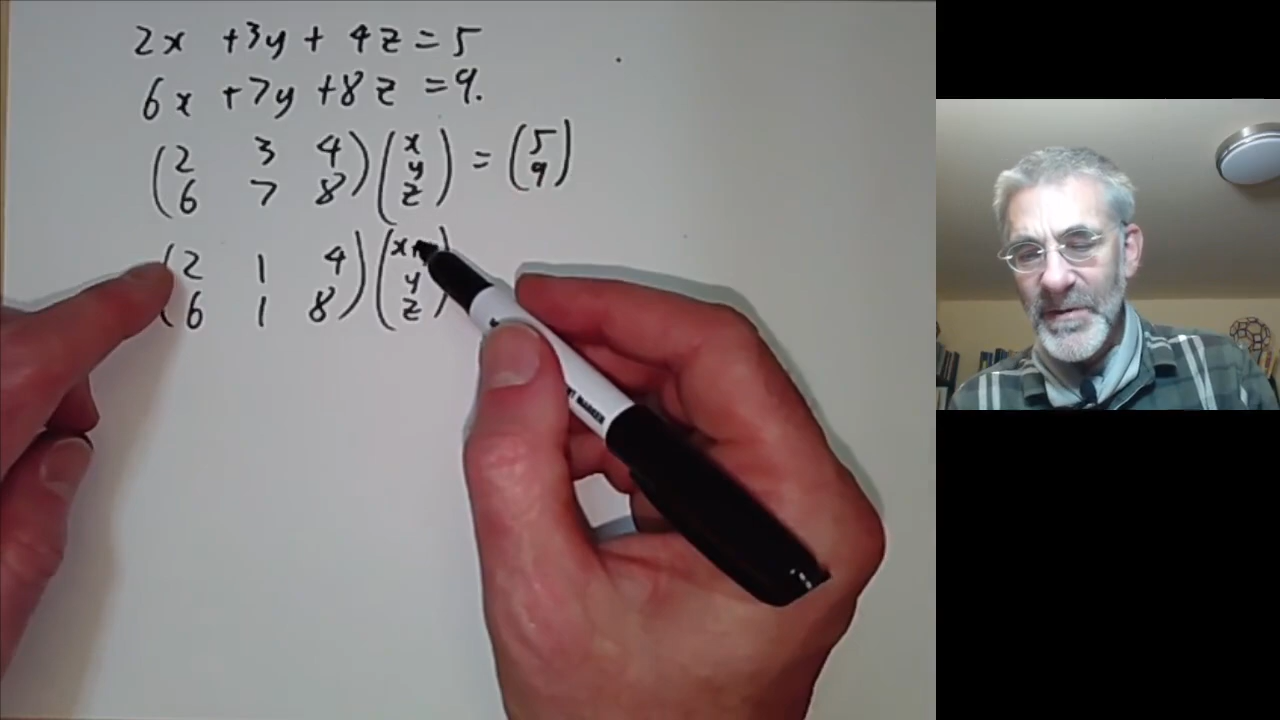 2x +3y + 4z = 5
6x +7y +8z = 9.
(2 3 4) (x) = (5)
(6 7 8) (y) (9)
(z)
(2 1 4) (x+
(6 1 8) (y
z)
MARKER